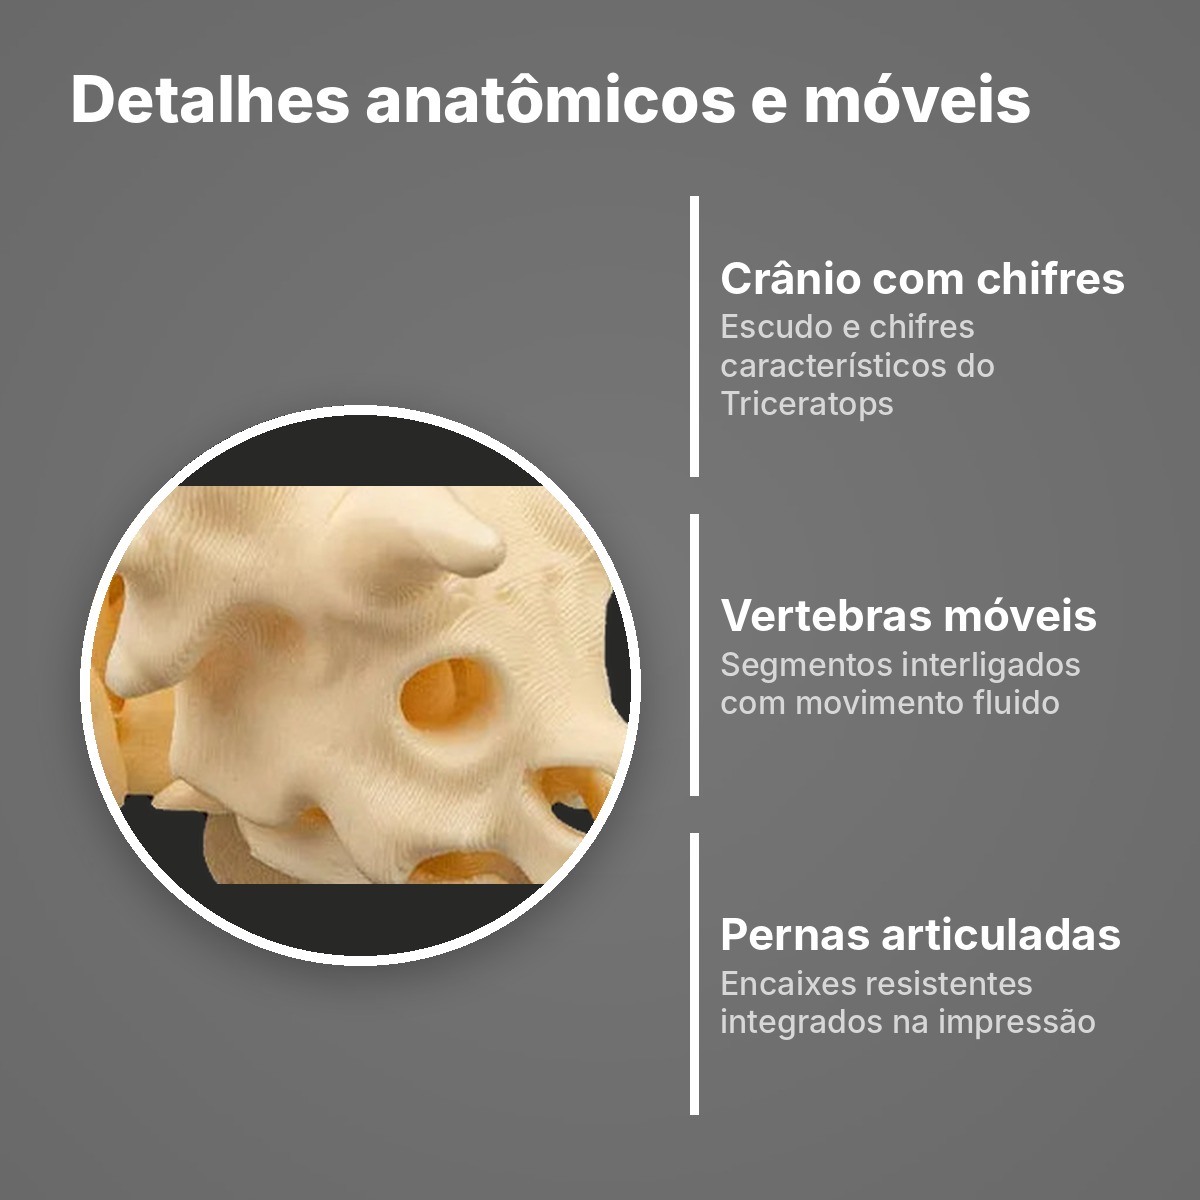 Detalhes anatômicos e móveis
Crânio com chifres
Escudo e chifres
característicos do
Triceratops
Vertebras móveis
Segmentos interligados
com movimento fluido
Pernas articuladas
Encaixes resistentes
integrados na impressão